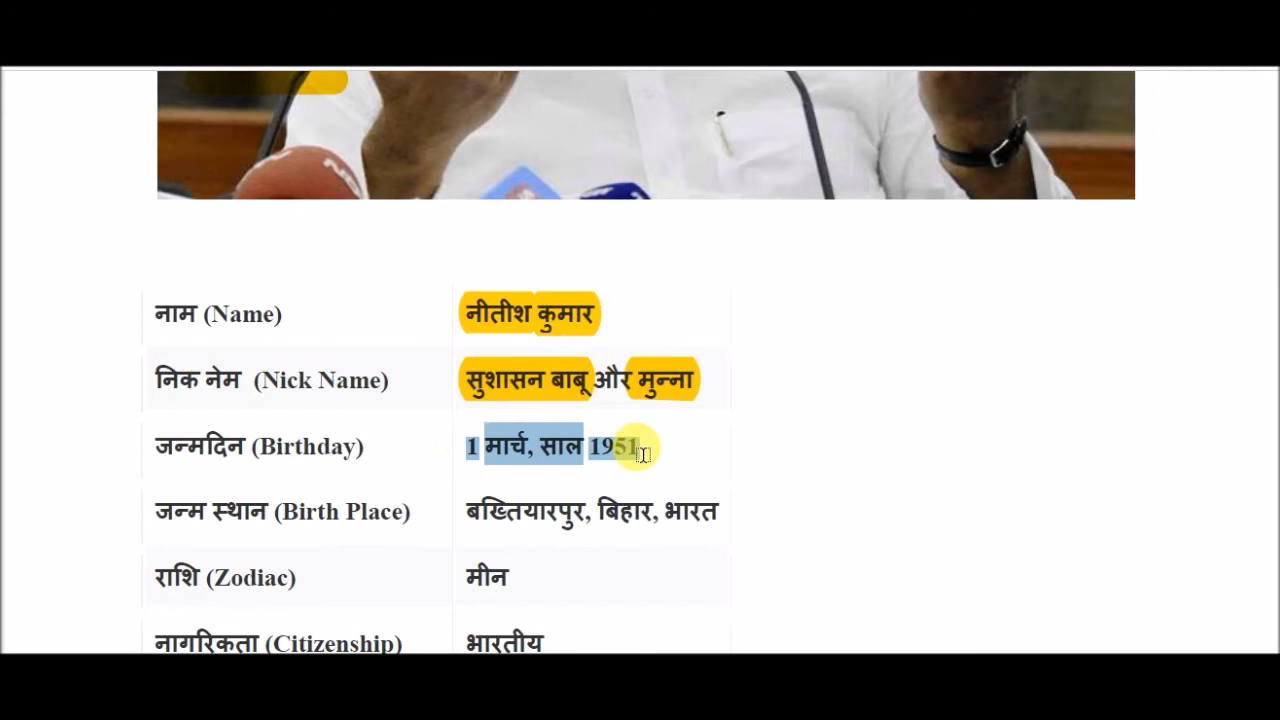 नाम (Name) नीतीश कुमार
निक नेम (Nick Name) सुशासन बाबू और मुन्ना
जन्मदिन (Birthday) 1 मार्च, साल 1951
जन्म स्थान (Birth Place) बख्तियारपुर, बिहार, भारत
राशि (Zodiac) मीन
नागरिकता (Citizenship) भारतीय